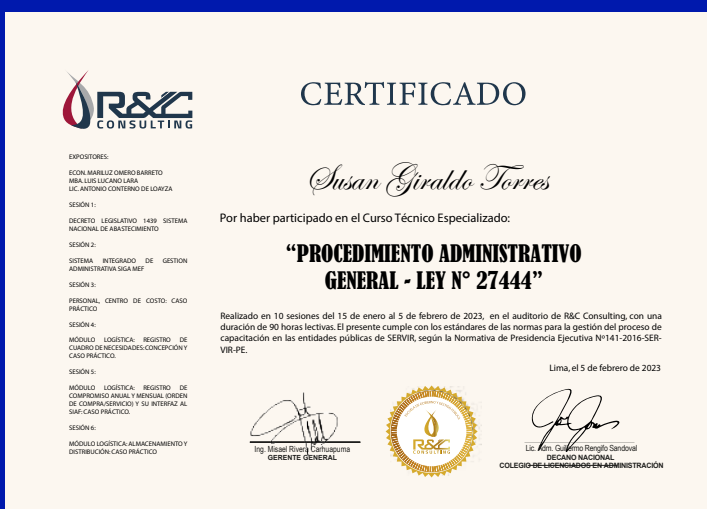 R&C
CONSULTING
CERTIFICADO
EXPOSITORES:
ECON. MARILUZ OMERO BARRETO
MBA. LUIS LUCANO LARA
LIC. ANTONIO CONTERNO DE LOAYZA
SESIÓN 1:
DECRETO LEGISLATIVO 1439 SISTEMA
NACIONAL DE ABASTECIMIENTO
SESIÓN 2:
SISTEMA INTEGRADO DE GESTION
ADMINISTRATIVA SIGA MEF
SESIÓN 3:
PERSONAL, CENTRO DE COSTO: CASO
PRÁCTICO
SESIÓN 4:
MÓDULO LOGÍSTICA: REGISTRO DE
CUADRO DE NECESIDADES: CONCEPCIÓN Y
CASO PRÁCTICO.
SESIÓN 5:
MÓDULO LOGÍSTICA: REGISTRO DE
COMPROMISO ANUAL Y MENSUAL (ORDEN
DE COMPRA/SERVICIO) Y SU INTERFAZ AL
SIAF: CASO PRÁCTICO.
SESIÓN 6:
MÓDULO LOGÍSTICA: ALMACENAMIENTO Y
DISTRIBUCIÓN: CASO PRÁCTICO
Susan Giraldo Torres
Por haber participado en el Curso Técnico Especializado:
“PROCEDIMIENTO ADMINISTRATIVO
GENERAL - LEY N° 27444”
Realizado en 10 sesiones del 15 de enero al 5 de febrero de 2023, en el auditorio de R&C Consulting, con una
duración de 90 horas lectivas. El presente cumple con los estándares de las normas para la gestión del proceso de
capacitación en las entidades públicas de SERVIR, según la Normativa de Presidencia Ejecutiva Nº141-2016-SER-
VIR-PE.
Lima, el 5 de febrero de 2023
Ing. Misael Rivera Carhuapuma
GERENTE GENERAL
R&C
CONSULTING
Lic. Adm. Guillermo Rengifo Sandoval
DECANO NACIONAL
COLEGIO DE LICENCIADOS EN ADMINISTRACIÓN